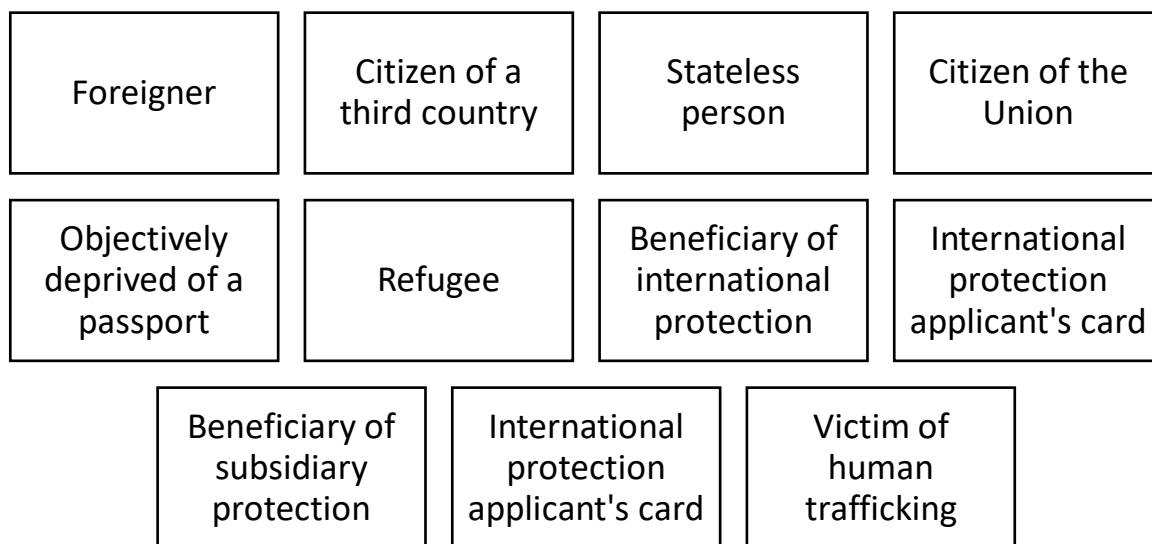 Foreigner
Citizen of a
third country
Stateless
person
Citizen of the
Union
Objectively
deprived of a
passport
Refugee
Beneficiary of
international
protection
International
protection
applicant's card
Beneficiary of
subsidiary
protection
International
protection
applicant's card
Victim of
human
trafficking